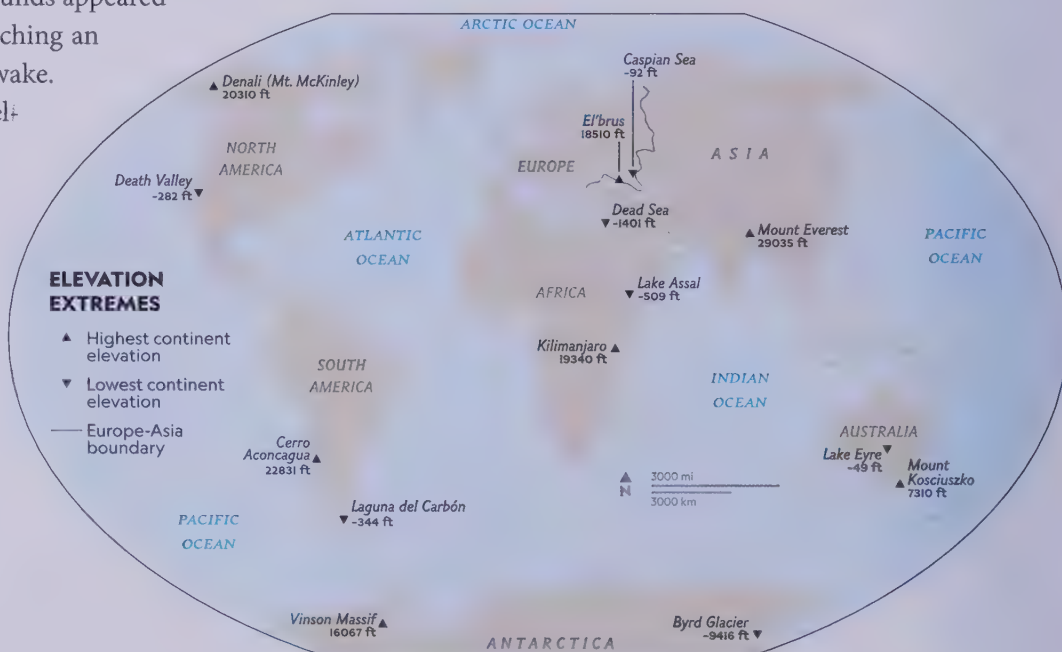 unds appeared
ching an
wake.
el-
ARCTIC OCEAN
Caspian Sea
-92 ft
Denali (Mt. McKinley)
20310 ft
El'brus
18510 ft
NORTH
AMERICA
EUROPE
ASIA
Death Valley
-282 ft
Dead Sea
-1401 ft
Mount Everest
29035 ft
ATLANTIC
OCEAN
PACIFIC
OCEAN
ELEVATION
EXTREMES
Highest continent
elevation
Lowest continent
elevation
Europe-Asia
boundary
AFRICA
Lake Assal
-509 ft
Kilimanjaro
19340 ft
SOUTH
AMERICA
INDIAN
OCEAN
AUSTRALIA
Lake Eyre
-49 ft
Mount
Kosciuszko
7310 ft
Cerro
Aconcagua
22831 ft
N
3000 mi
3000 km
Laguna del Carbón
-344 ft
PACIFIC
OCEAN
Vinson Massif
16067 ft
Byrd Glacier
-9416 ft
ANTARCTICA